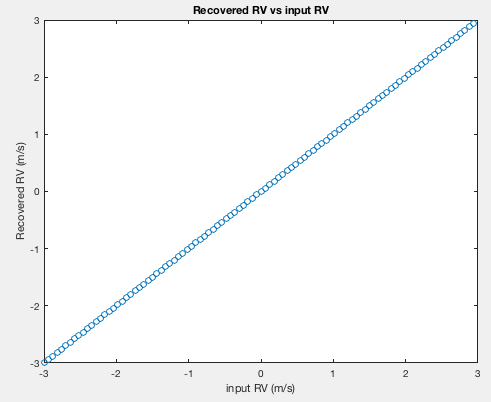 Recovered RV vs input RV
3
2
1
0
-1
-2
-3
Recovered RV (m/s)
-3 -2 -1 0 1 2 3
input RV (m/s)